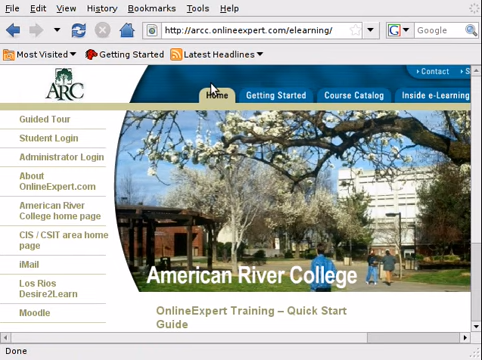 File Edit View History Bookmarks Tools Help
http://arcc.onlineexpert.com/elearning/
Google
Most Visited Getting Started Latest Headlines
ARC
Contact
Home Getting Started Course Catalog Inside e-Learning
Guided Tour
Student Login
Administrator Login
About
OnlineExpert.com
American River
College home page
CIS / CSIT area home
page
iMail
Los Rios
Desire2Learn
Moodle
American River College
OnlineExpert Training – Quick Start
Guide
Done